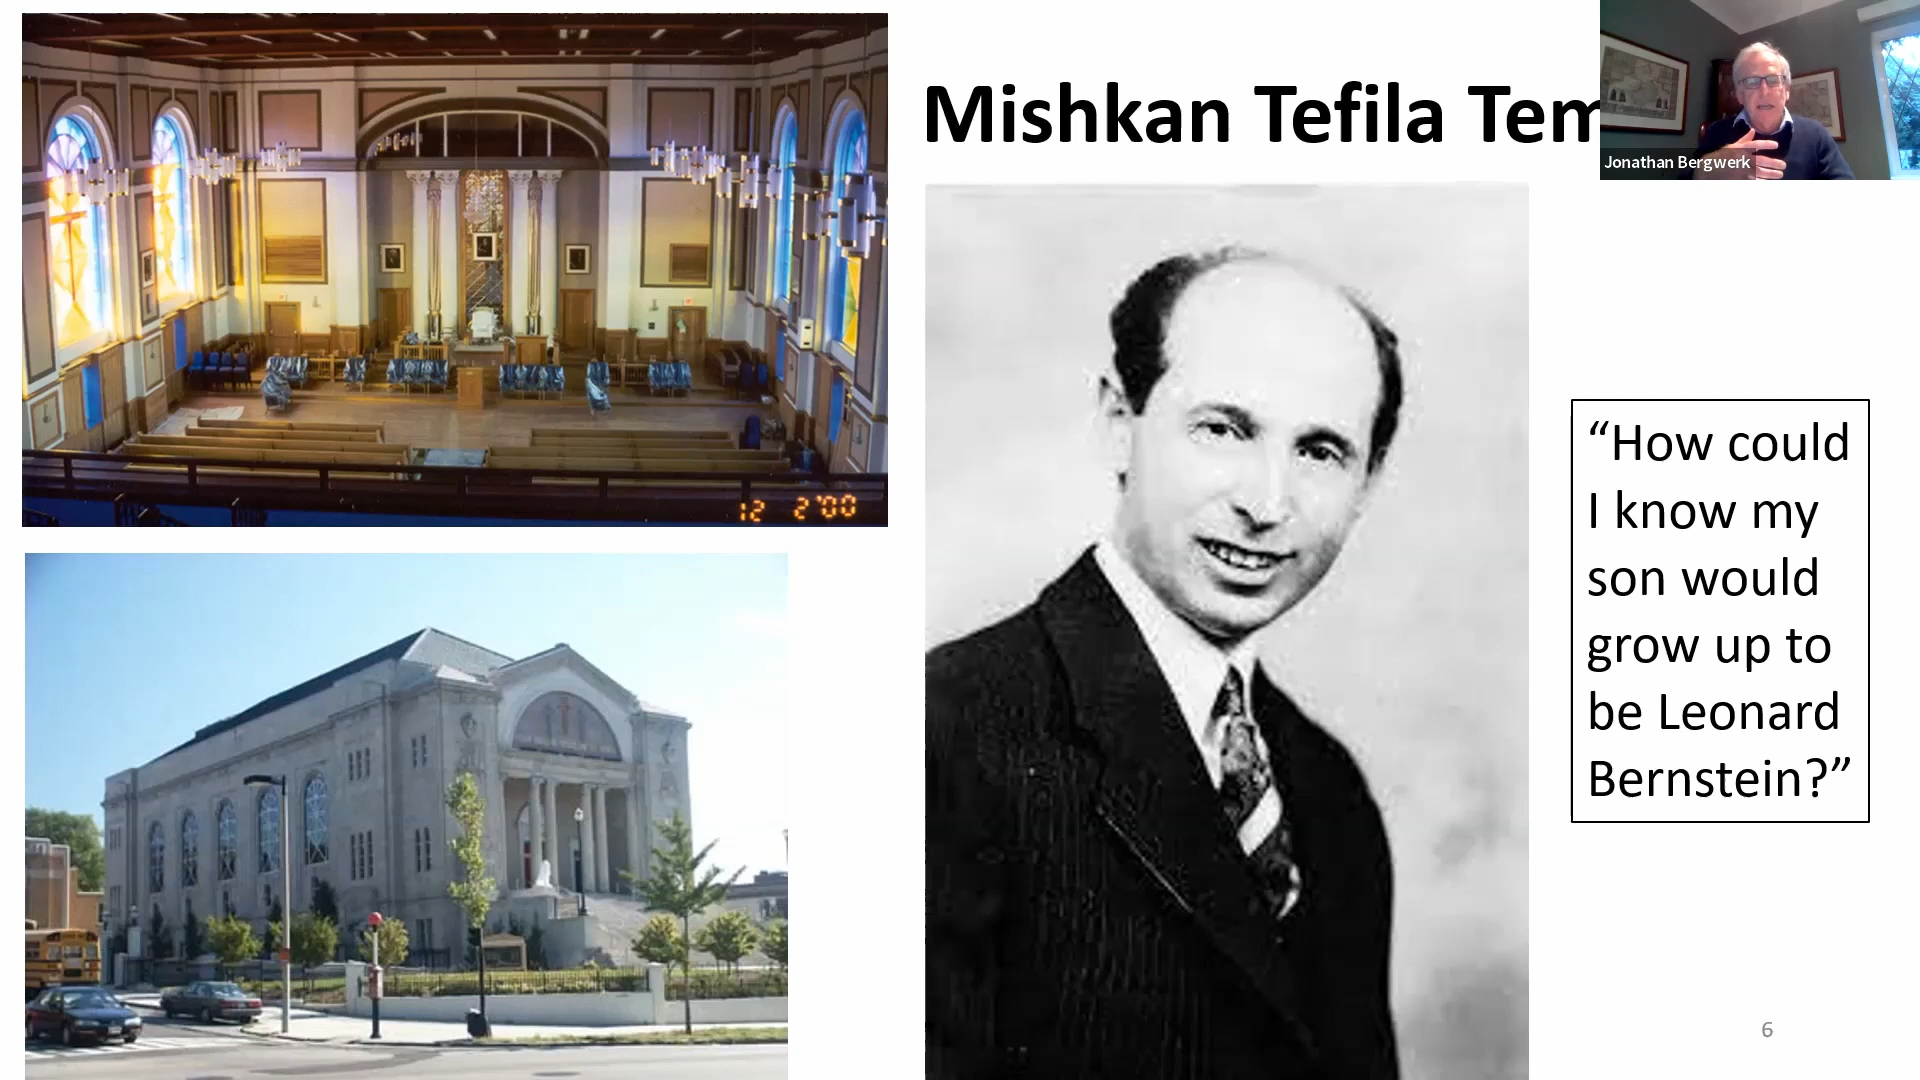 Mishkan Tefila Tem
Jonathan Bergwerk
12 2'00
“How could
I know my
son would
grow up to
be Leonard
Bernstein?”
6